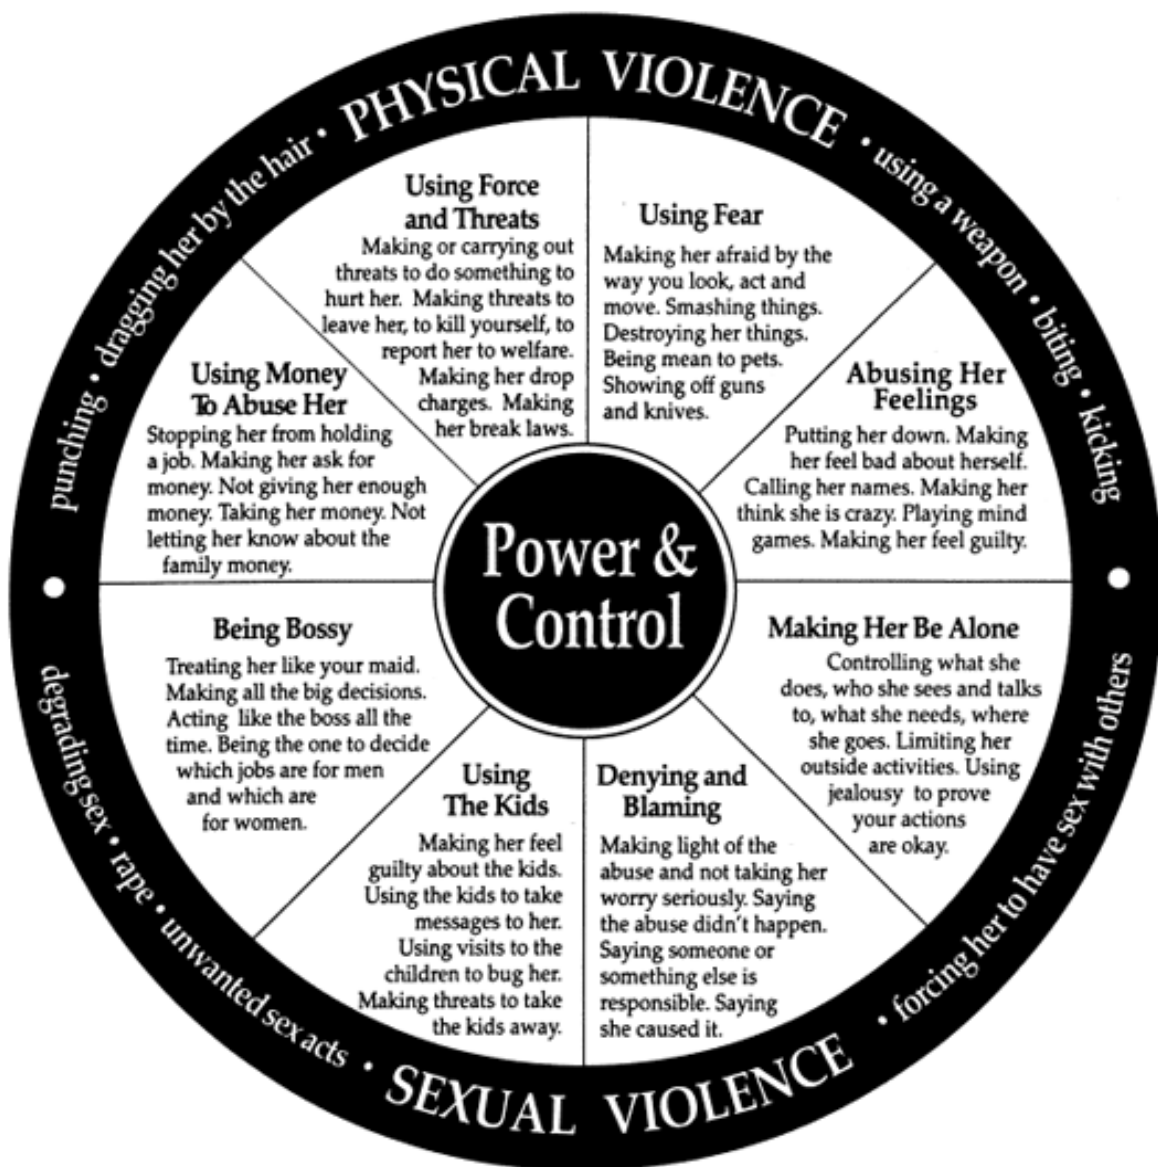 • PHYSICAL VIOLENCE •
using a weapon • biting • kicking
punching • dragging her by the hair
Using Force
and Threats
Making or carrying out
threats to do something to
hurt her. Making threats to
leave her, to kill yourself, to
report her to welfare.
Making her drop
charges. Making
her break laws.
Using Fear
Making her afraid by the
way you look, act and
move. Smashing things.
Destroying her things.
Being mean to pets.
Showing off guns
and knives.
Abusing Her
Feelings
Putting her down. Making
her feel bad about herself.
Calling her names. Making her
think she is crazy. Playing mind
games. Making her feel guilty.
Making Her Be Alone
Controlling what she
does, who she sees and talks
to, what she needs, where
she goes. Limiting her
outside activities. Using
jealousy to prove
your actions
are okay.
Denying and
Blaming
Making light of the
abuse and not taking her
worry seriously. Saying
the abuse didn't happen.
Saying someone or
something else is
responsible. Saying
she caused it.
Using
The Kids
Making her feel
guilty about the kids.
Using the kids to take
messages to her.
Using visits to the
children to bug her.
Making threats to take
the kids away.
Being Bossy
Treating her like your maid.
Making all the big decisions.
Acting like the boss all the
time. Being the one to decide
which jobs are for men
and which are
for women.
Using Money
To Abuse Her
Stopping her from holding
a job. Making her ask for
money. Not giving her enough
money. Taking her money. Not
letting her know about the
family money.
Power &
Control
degrading sex • rape • unwanted sex acts
• SEXUAL VIOLENCE •
forcing her to have sex with others